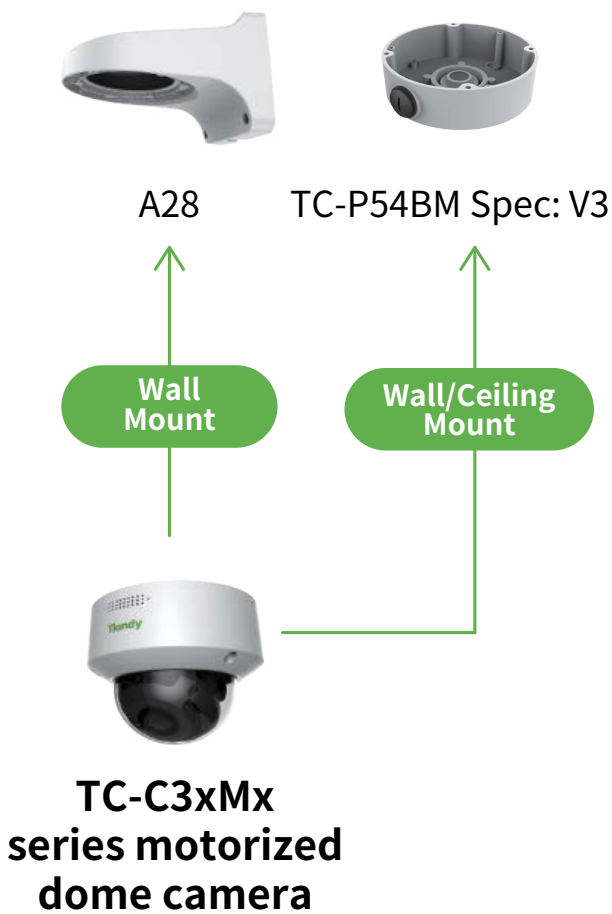 A28
TC-P54BM Spec: V3
Wall
Mount
Wall/Ceiling
Mount
Tiandy
TC-C3xMx
series motorized
dome camera